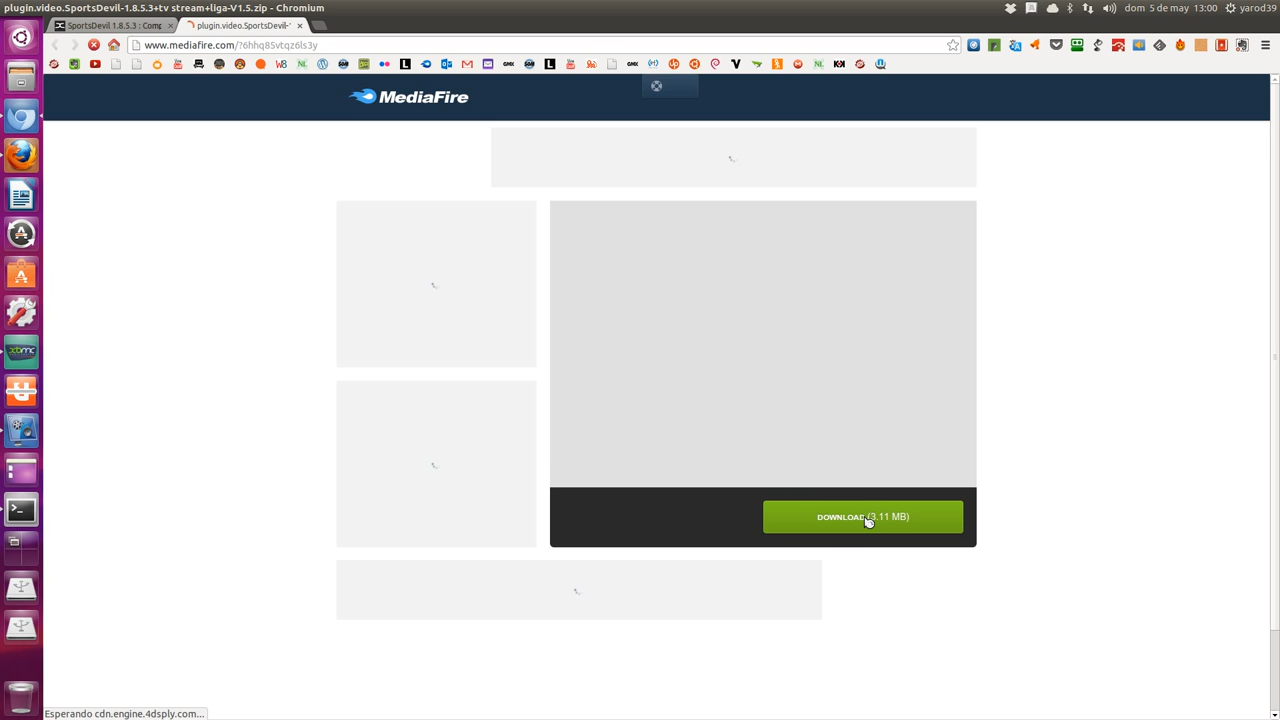 plugin.video.SportsDevil 1.8.5.3+tv stream+liga-V1.5.zip - Chromium
dom 5 de may 13:00 yarod39
SportsDevil 1.8.5.3 : Comp
plugin.video.SportsDevil-
www.mediafire.com/?6hhq85vtqz6ls3y
MediaFire
DOWNLOAD (3.11 MB)
Esperando cdn.engine.4dsply.com...